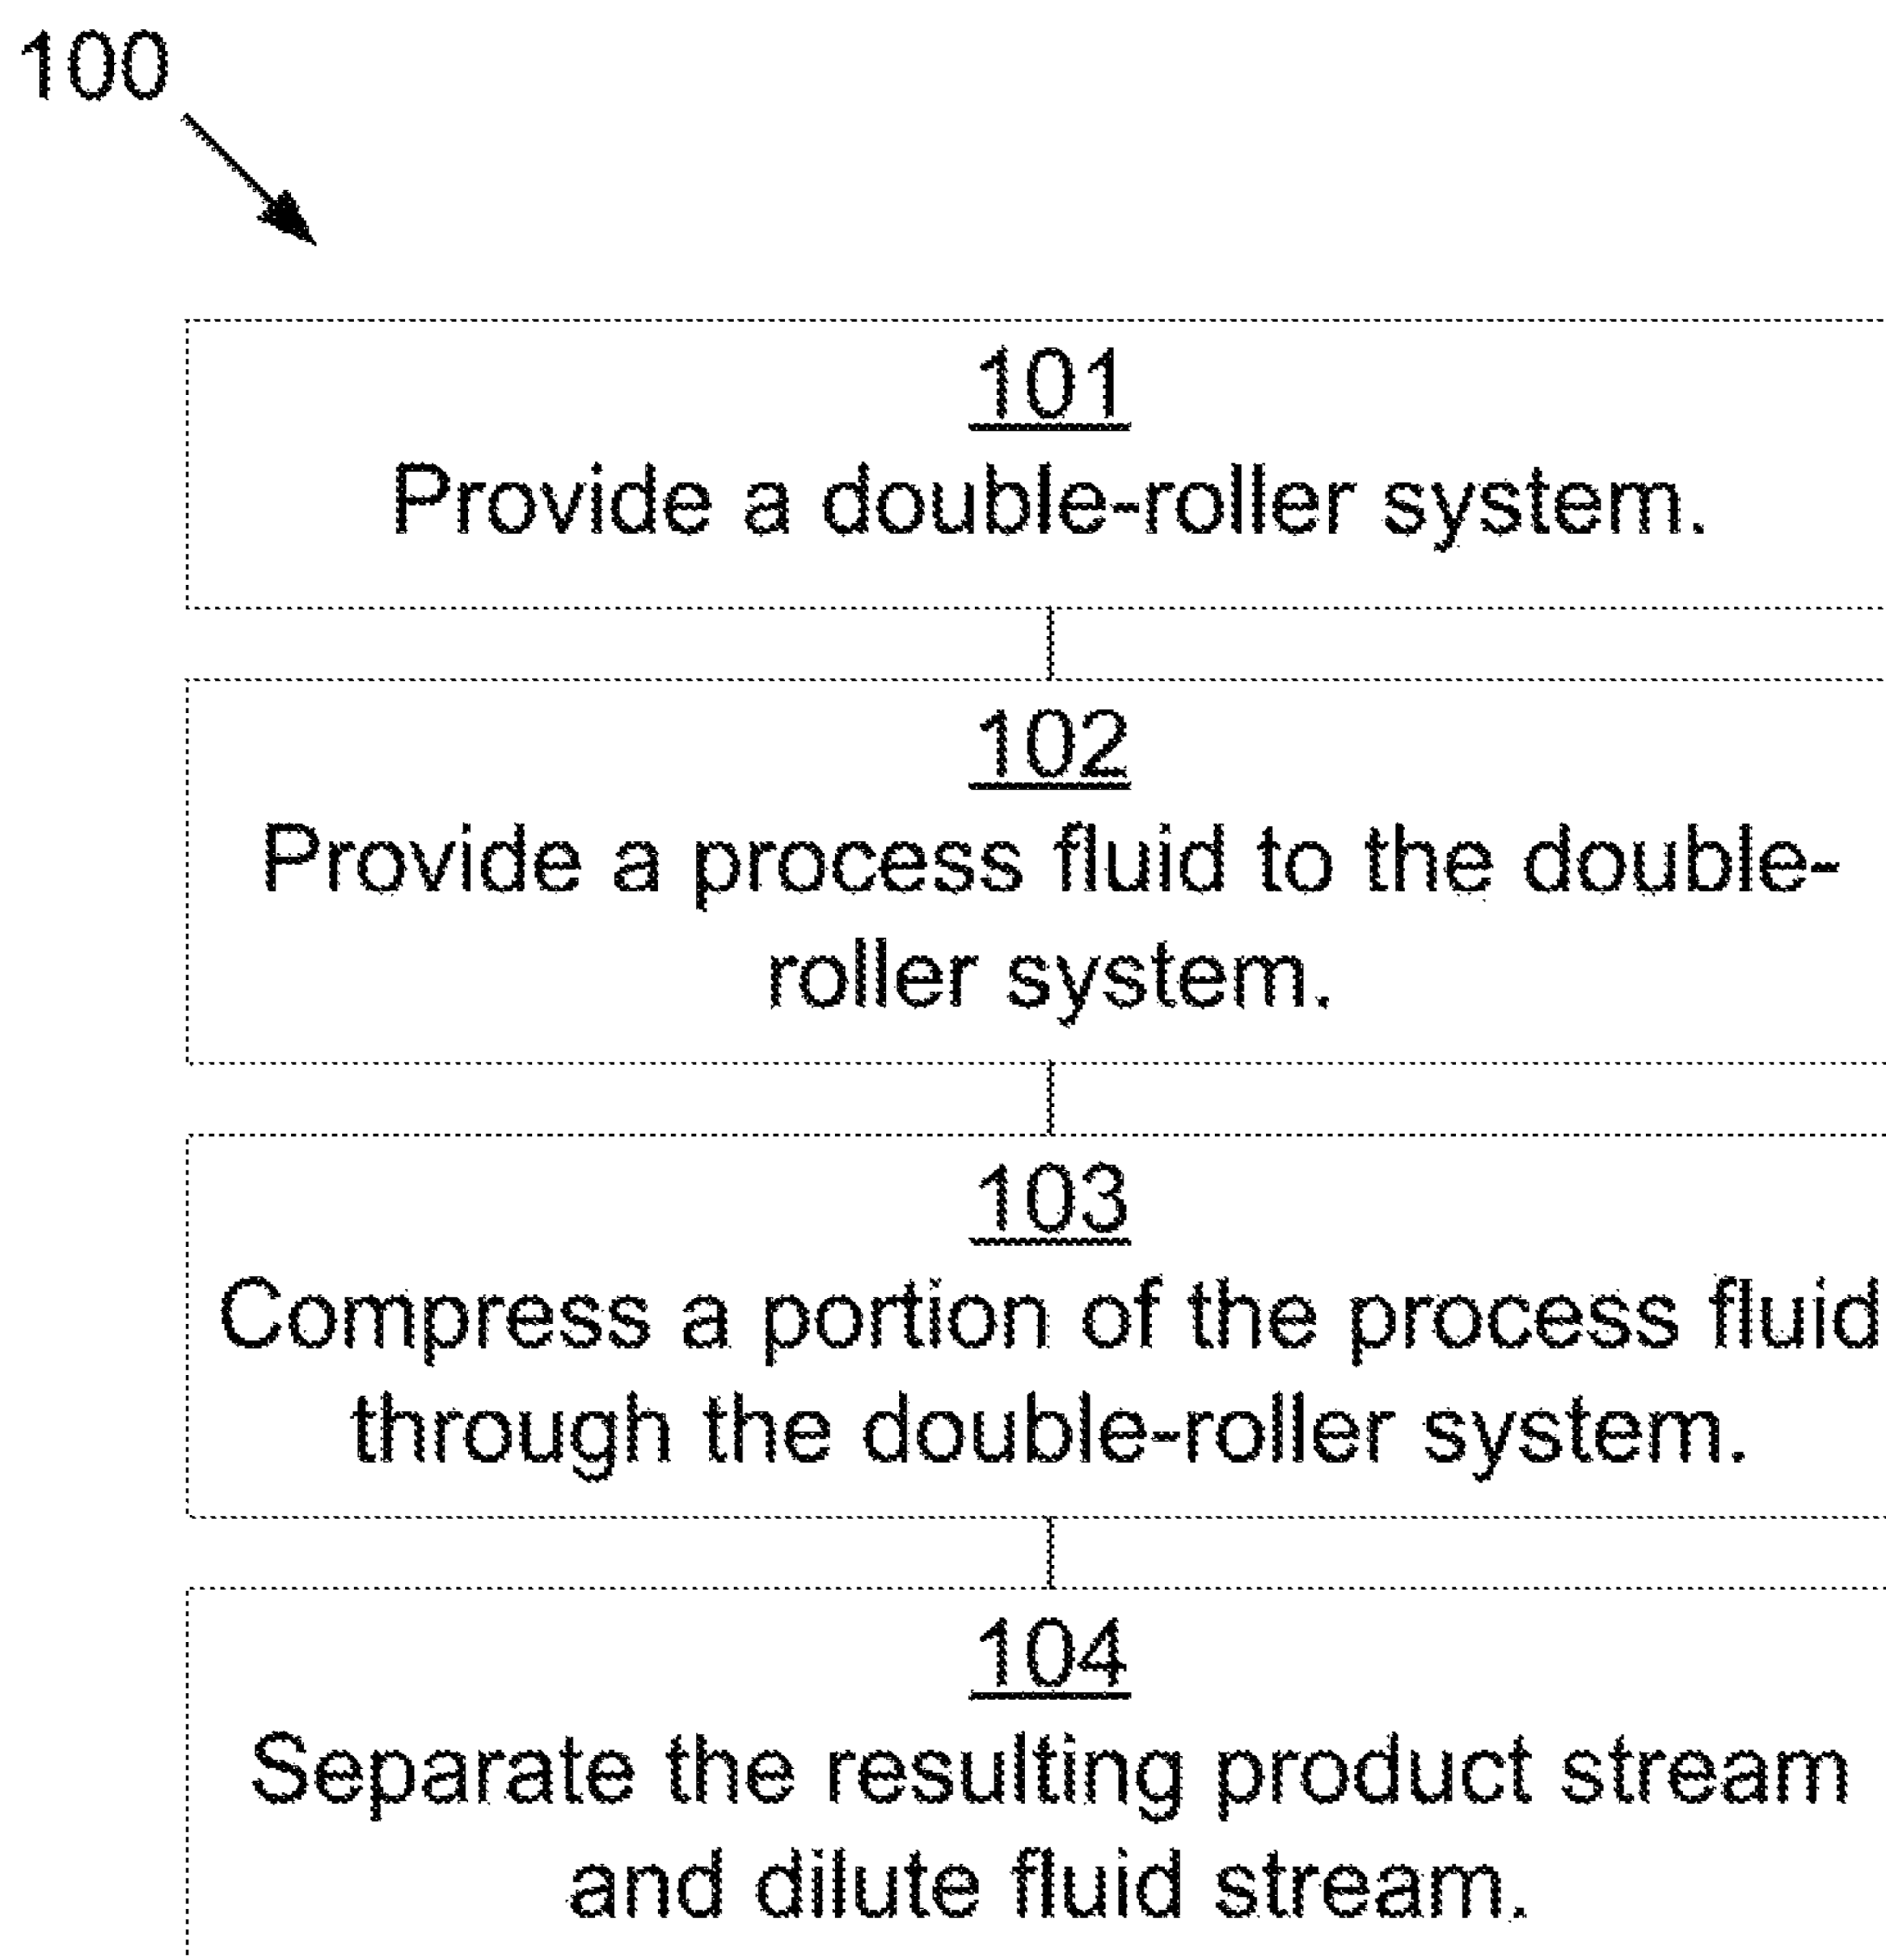 100
101
Provide a double-roller system.
102
Provide a process fluid to the double-
roller system.
103
Compress a portion of the process fluid
through the double-roller system.
104
Separate the resulting product stream
and dilute fluid stream.